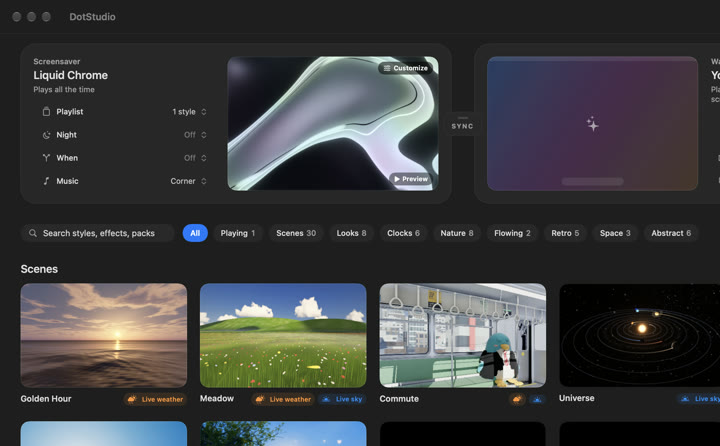 DotStudio
Screensaver
Liquid Chrome
Plays all the time
Playlist 1 style
Night Off
When Off
Music Corner
Customize
Preview
SYNC
Search styles, effects, packs
All
Playing 1
Scenes 30
Looks 8
Clocks 6
Nature 8
Flowing 2
Retro 5
Space 3
Abstract 6
Scenes
Golden Hour
Live weather
Meadow
Live weather
Live sky
Commute
Universe
Live sky